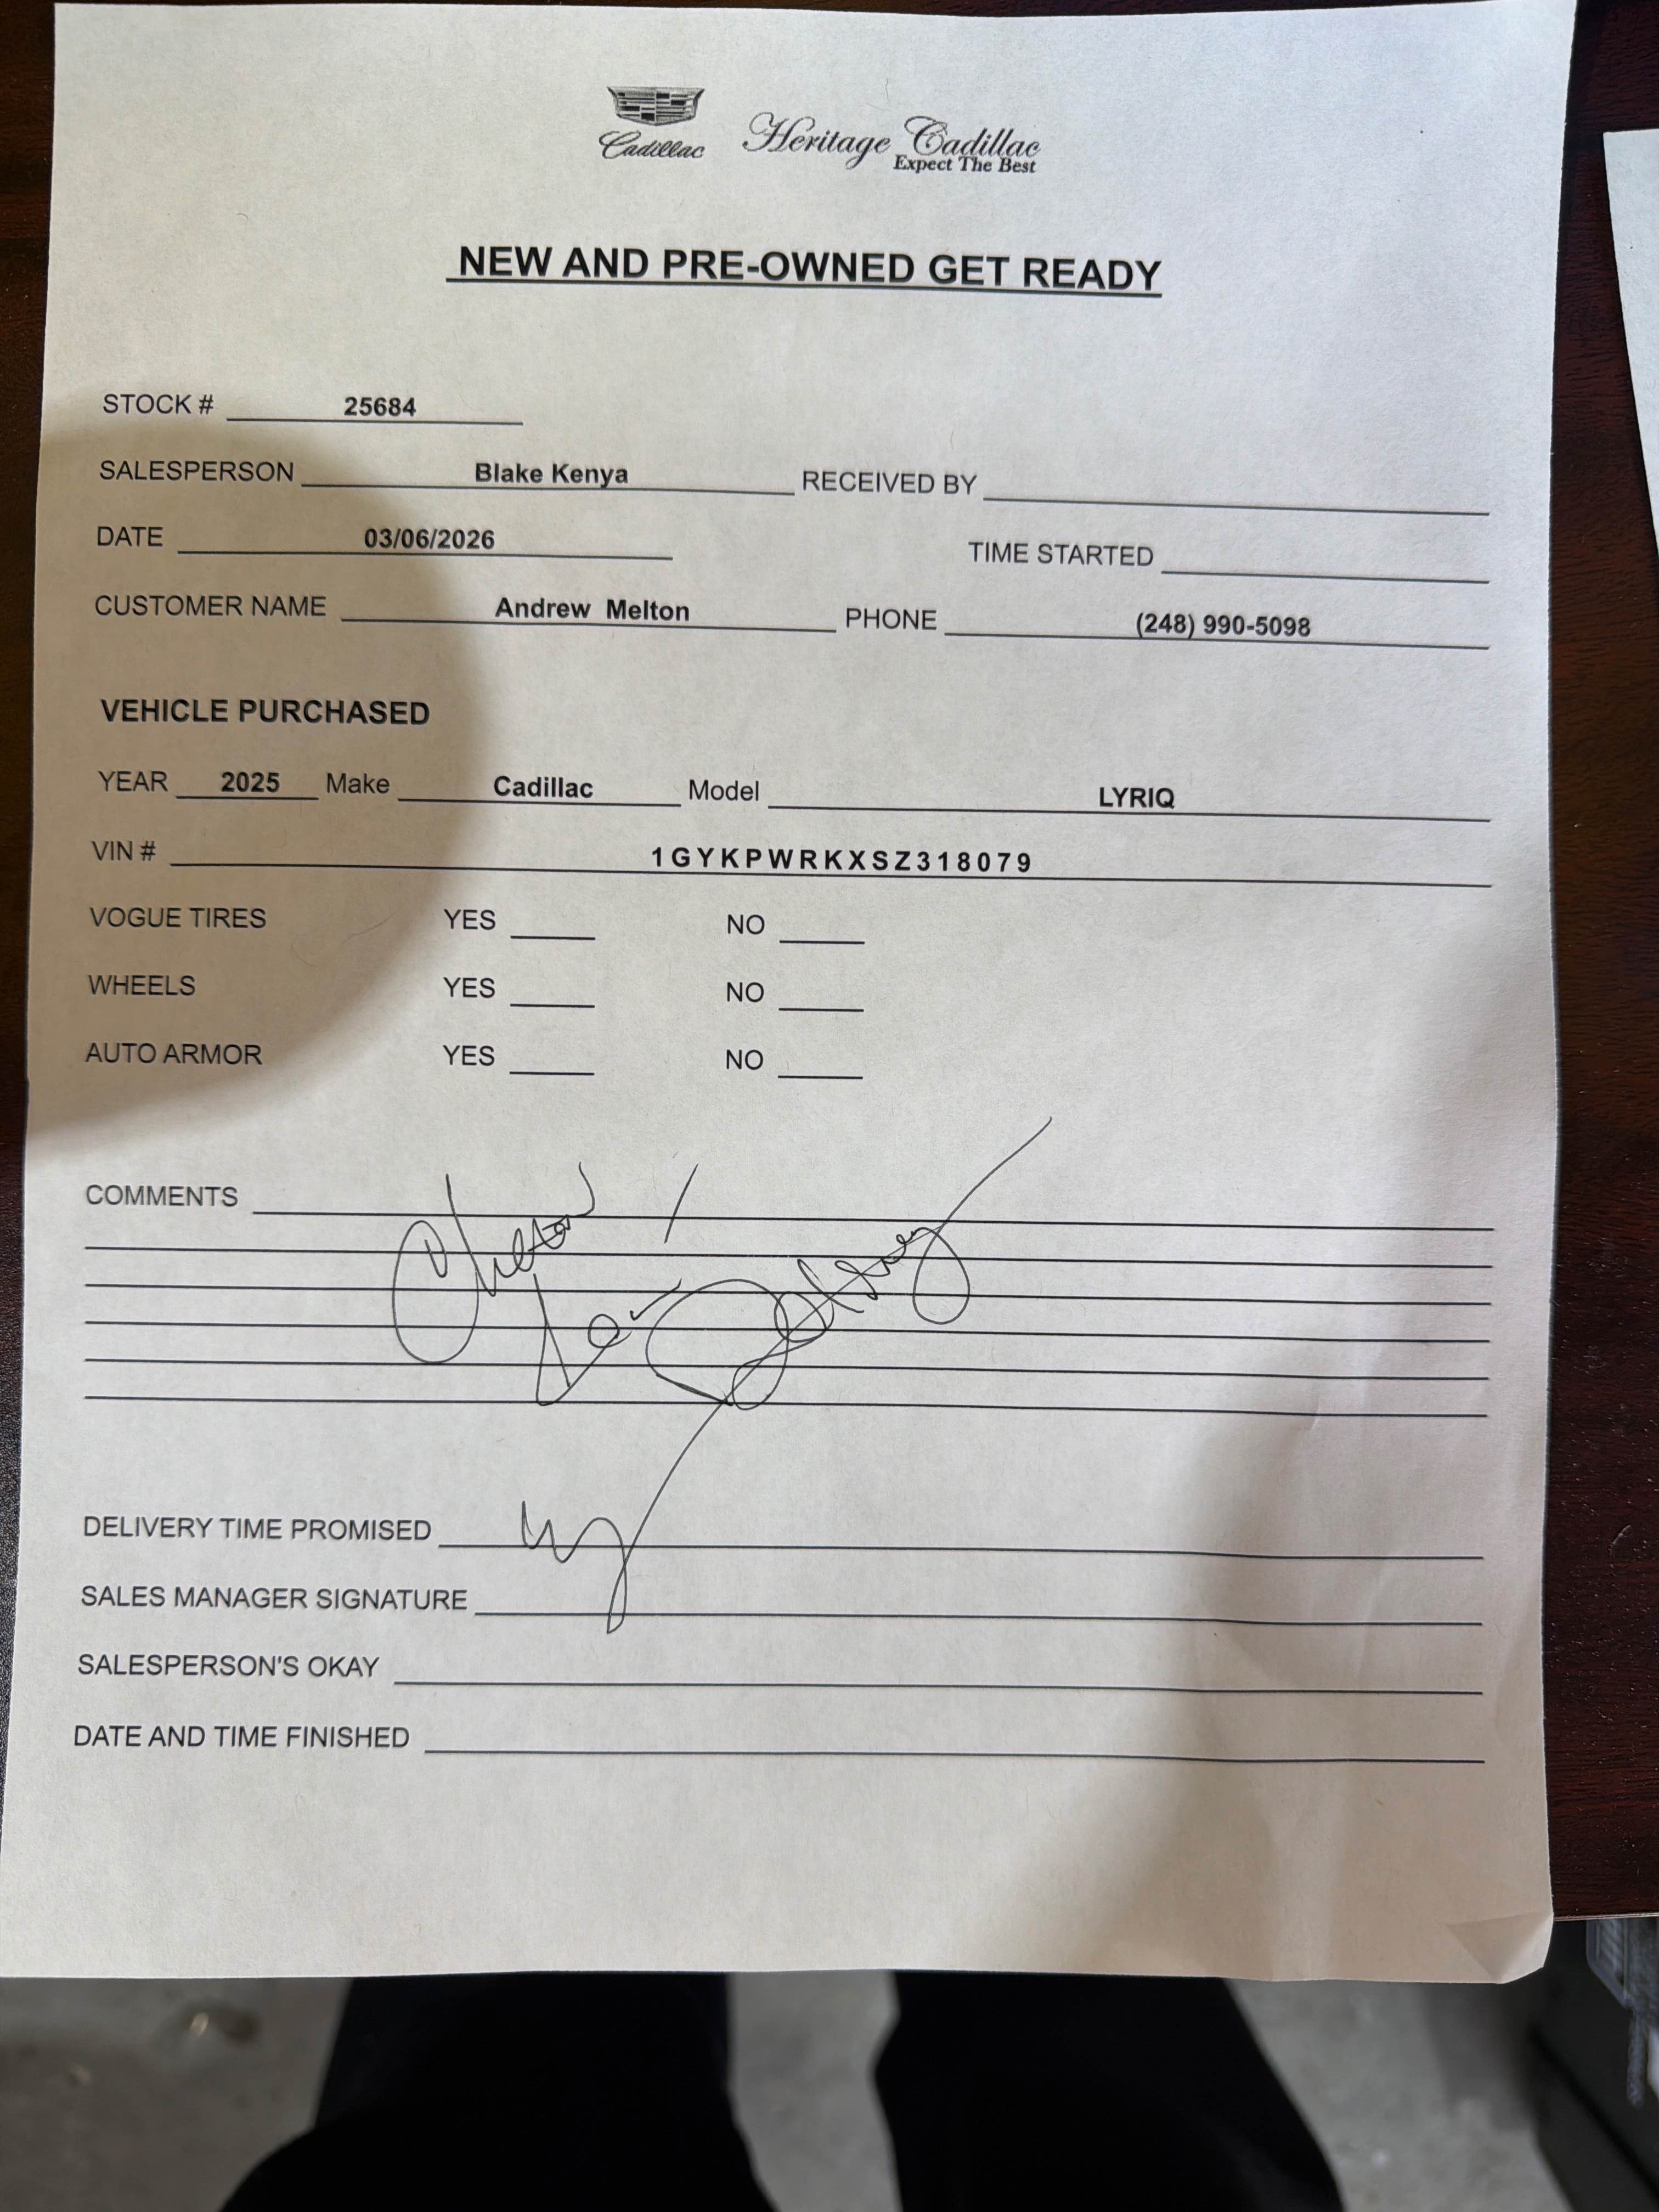 Cadillac Heritage Cadillac
Expect The Best
NEW AND PRE-OWNED GET READY
STOCK # 25684
SALESPERSON Blake Kenya RECEIVED BY
DATE 03/06/2026 TIME STARTED
CUSTOMER NAME Andrew Melton PHONE (248) 990-5098
VEHICLE PURCHASED
YEAR 2025 Make Cadillac Model LYRIQ
VIN # 1GYKPWRKXSZ318079
VOGUE TIRES YES NO
WHEELS YES NO
AUTO ARMOR YES NO
COMMENTS
DELIVERY TIME PROMISED
SALES MANAGER SIGNATURE
SALESPERSON'S OKAY
DATE AND TIME FINISHED